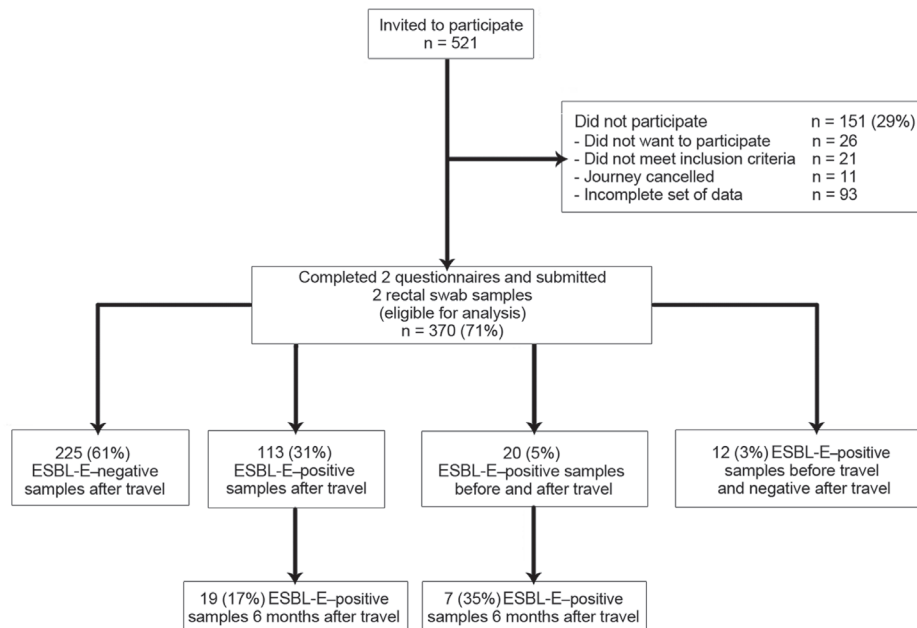 Invited to participate
n = 521
Did not participate n = 151 (29%)
- Did not want to participate n = 26
- Did not meet inclusion criteria n = 21
- Journey cancelled n = 11
- Incomplete set of data n = 93
Completed 2 questionnaires and submitted
2 rectal swab samples
(eligible for analysis)
n = 370 (71%)
225 (61%)
ESBL-E–negative
samples after travel
113 (31%)
ESBL-E–positive
samples after travel
20 (5%)
ESBL-E–positive samples
before and after travel
12 (3%) ESBL-E–positive
samples before travel
and negative after travel
19 (17%) ESBL-E–positive
samples 6 months after travel
7 (35%) ESBL-E–positive
samples 6 months after travel